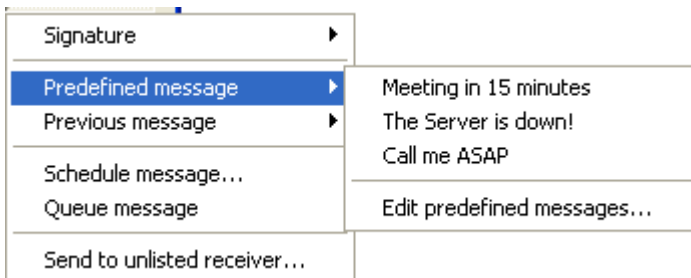 Signature
Predefined message
Previous message
Schedule message...
Queue message
Send to unlisted receiver...
Meeting in 15 minutes
The Server is down!
Call me ASAP
Edit predefined messages...